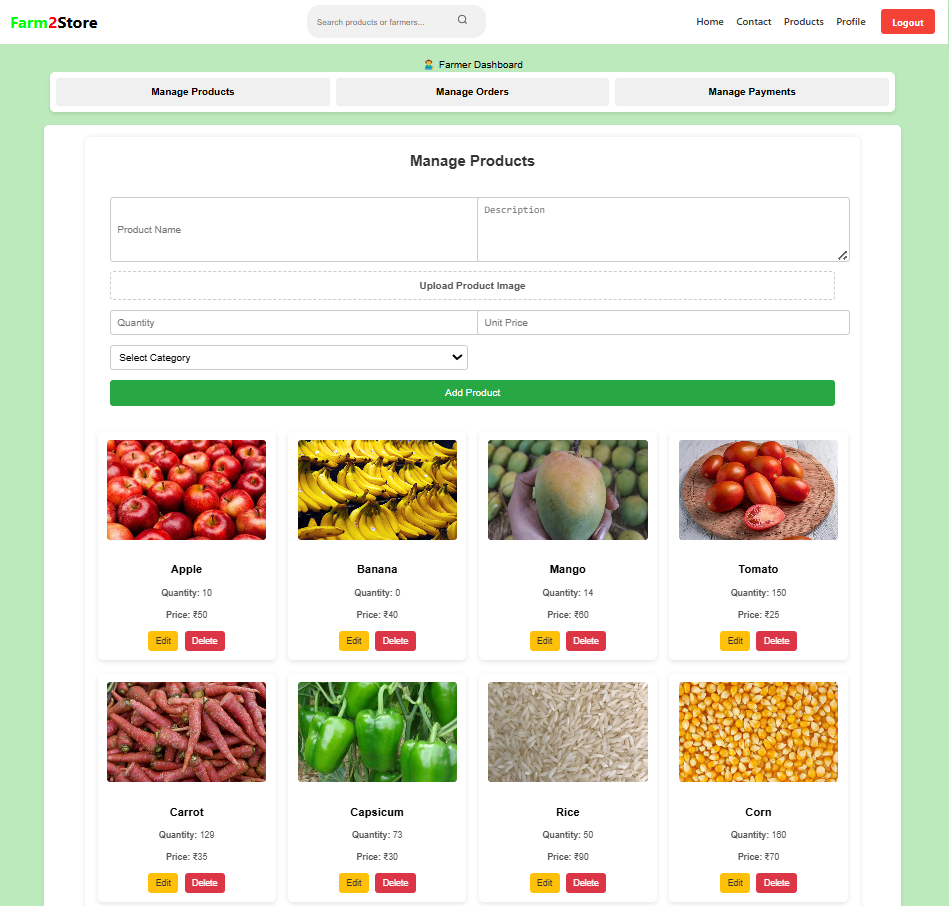 Farm2Store
Search products or farmers...
Home Contact Products Profile Logout
Farmer Dashboard
Manage Products Manage Orders Manage Payments
Manage Products
Product Name
Description
Upload Product Image
Quantity Unit Price
Select Category
Add Product
Apple Banana Mango Tomato
Quantity: 10 Quantity: 0 Quantity: 14 Quantity: 150
Price: ₹50 Price: ₹40 Price: ₹60 Price: ₹25
Edit Delete Edit Delete Edit Delete Edit Delete
Carrot Capsicum Rice Corn
Quantity: 129 Quantity: 73 Quantity: 50 Quantity: 160
Price: ₹35 Price: ₹30 Price: ₹90 Price: ₹70
Edit Delete Edit Delete Edit Delete Edit Delete